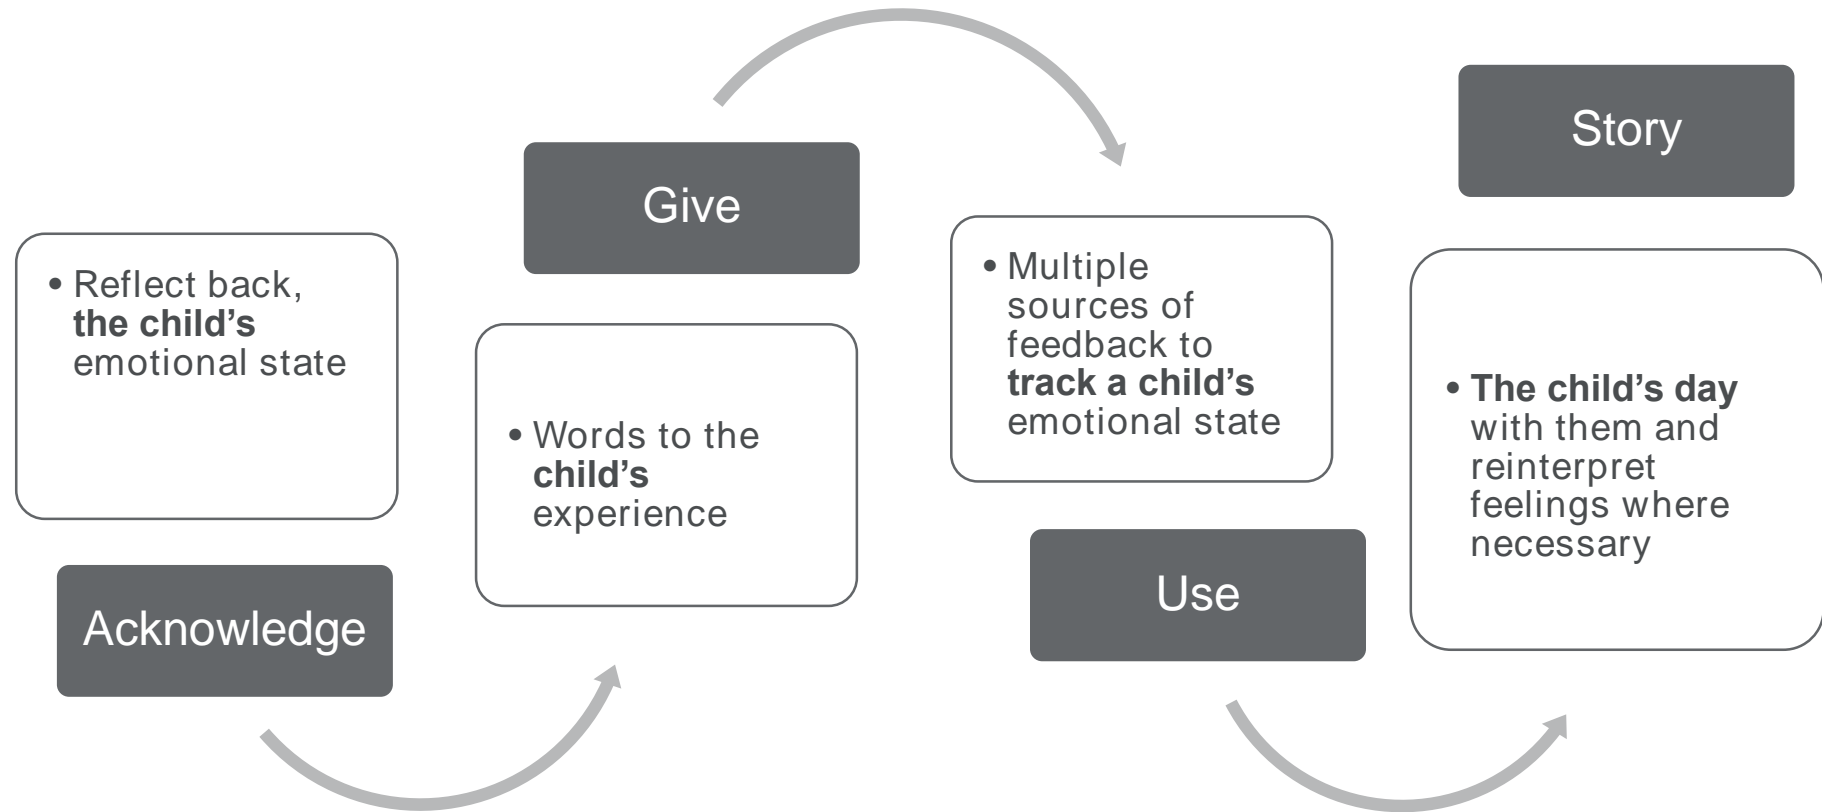 • Reflect back,
the child’s
emotional state
Acknowledge
Give
• Words to the
child’s
experience
• Multiple
sources of
feedback to
track a child’s
emotional state
Use
Story
• The child’s day
with them and
reinterpret
feelings where
necessary